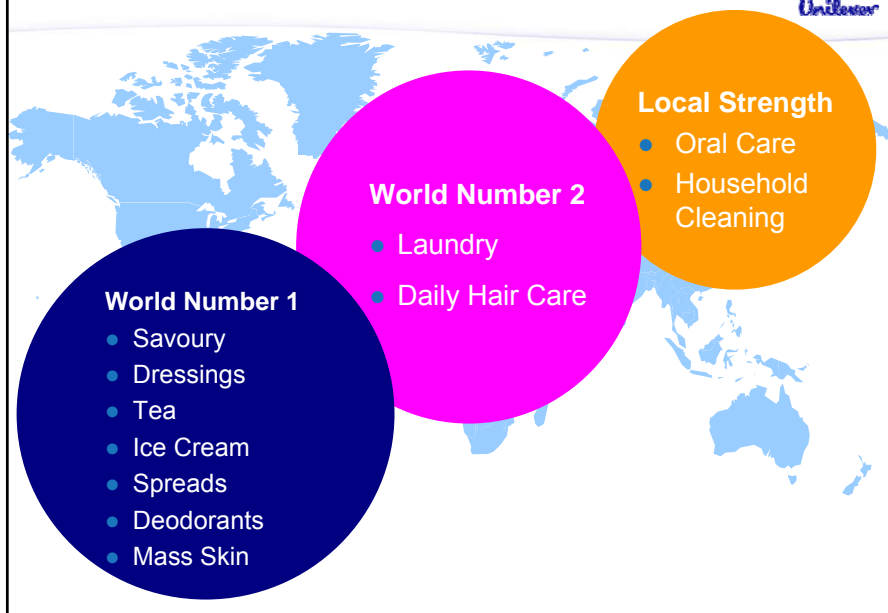 Unilever
Local Strength
Oral Care
Household
Cleaning
World Number 2
Laundry
Daily Hair Care
World Number 1
Savoury
Dressings
Tea
Ice Cream
Spreads
Deodorants
Mass Skin